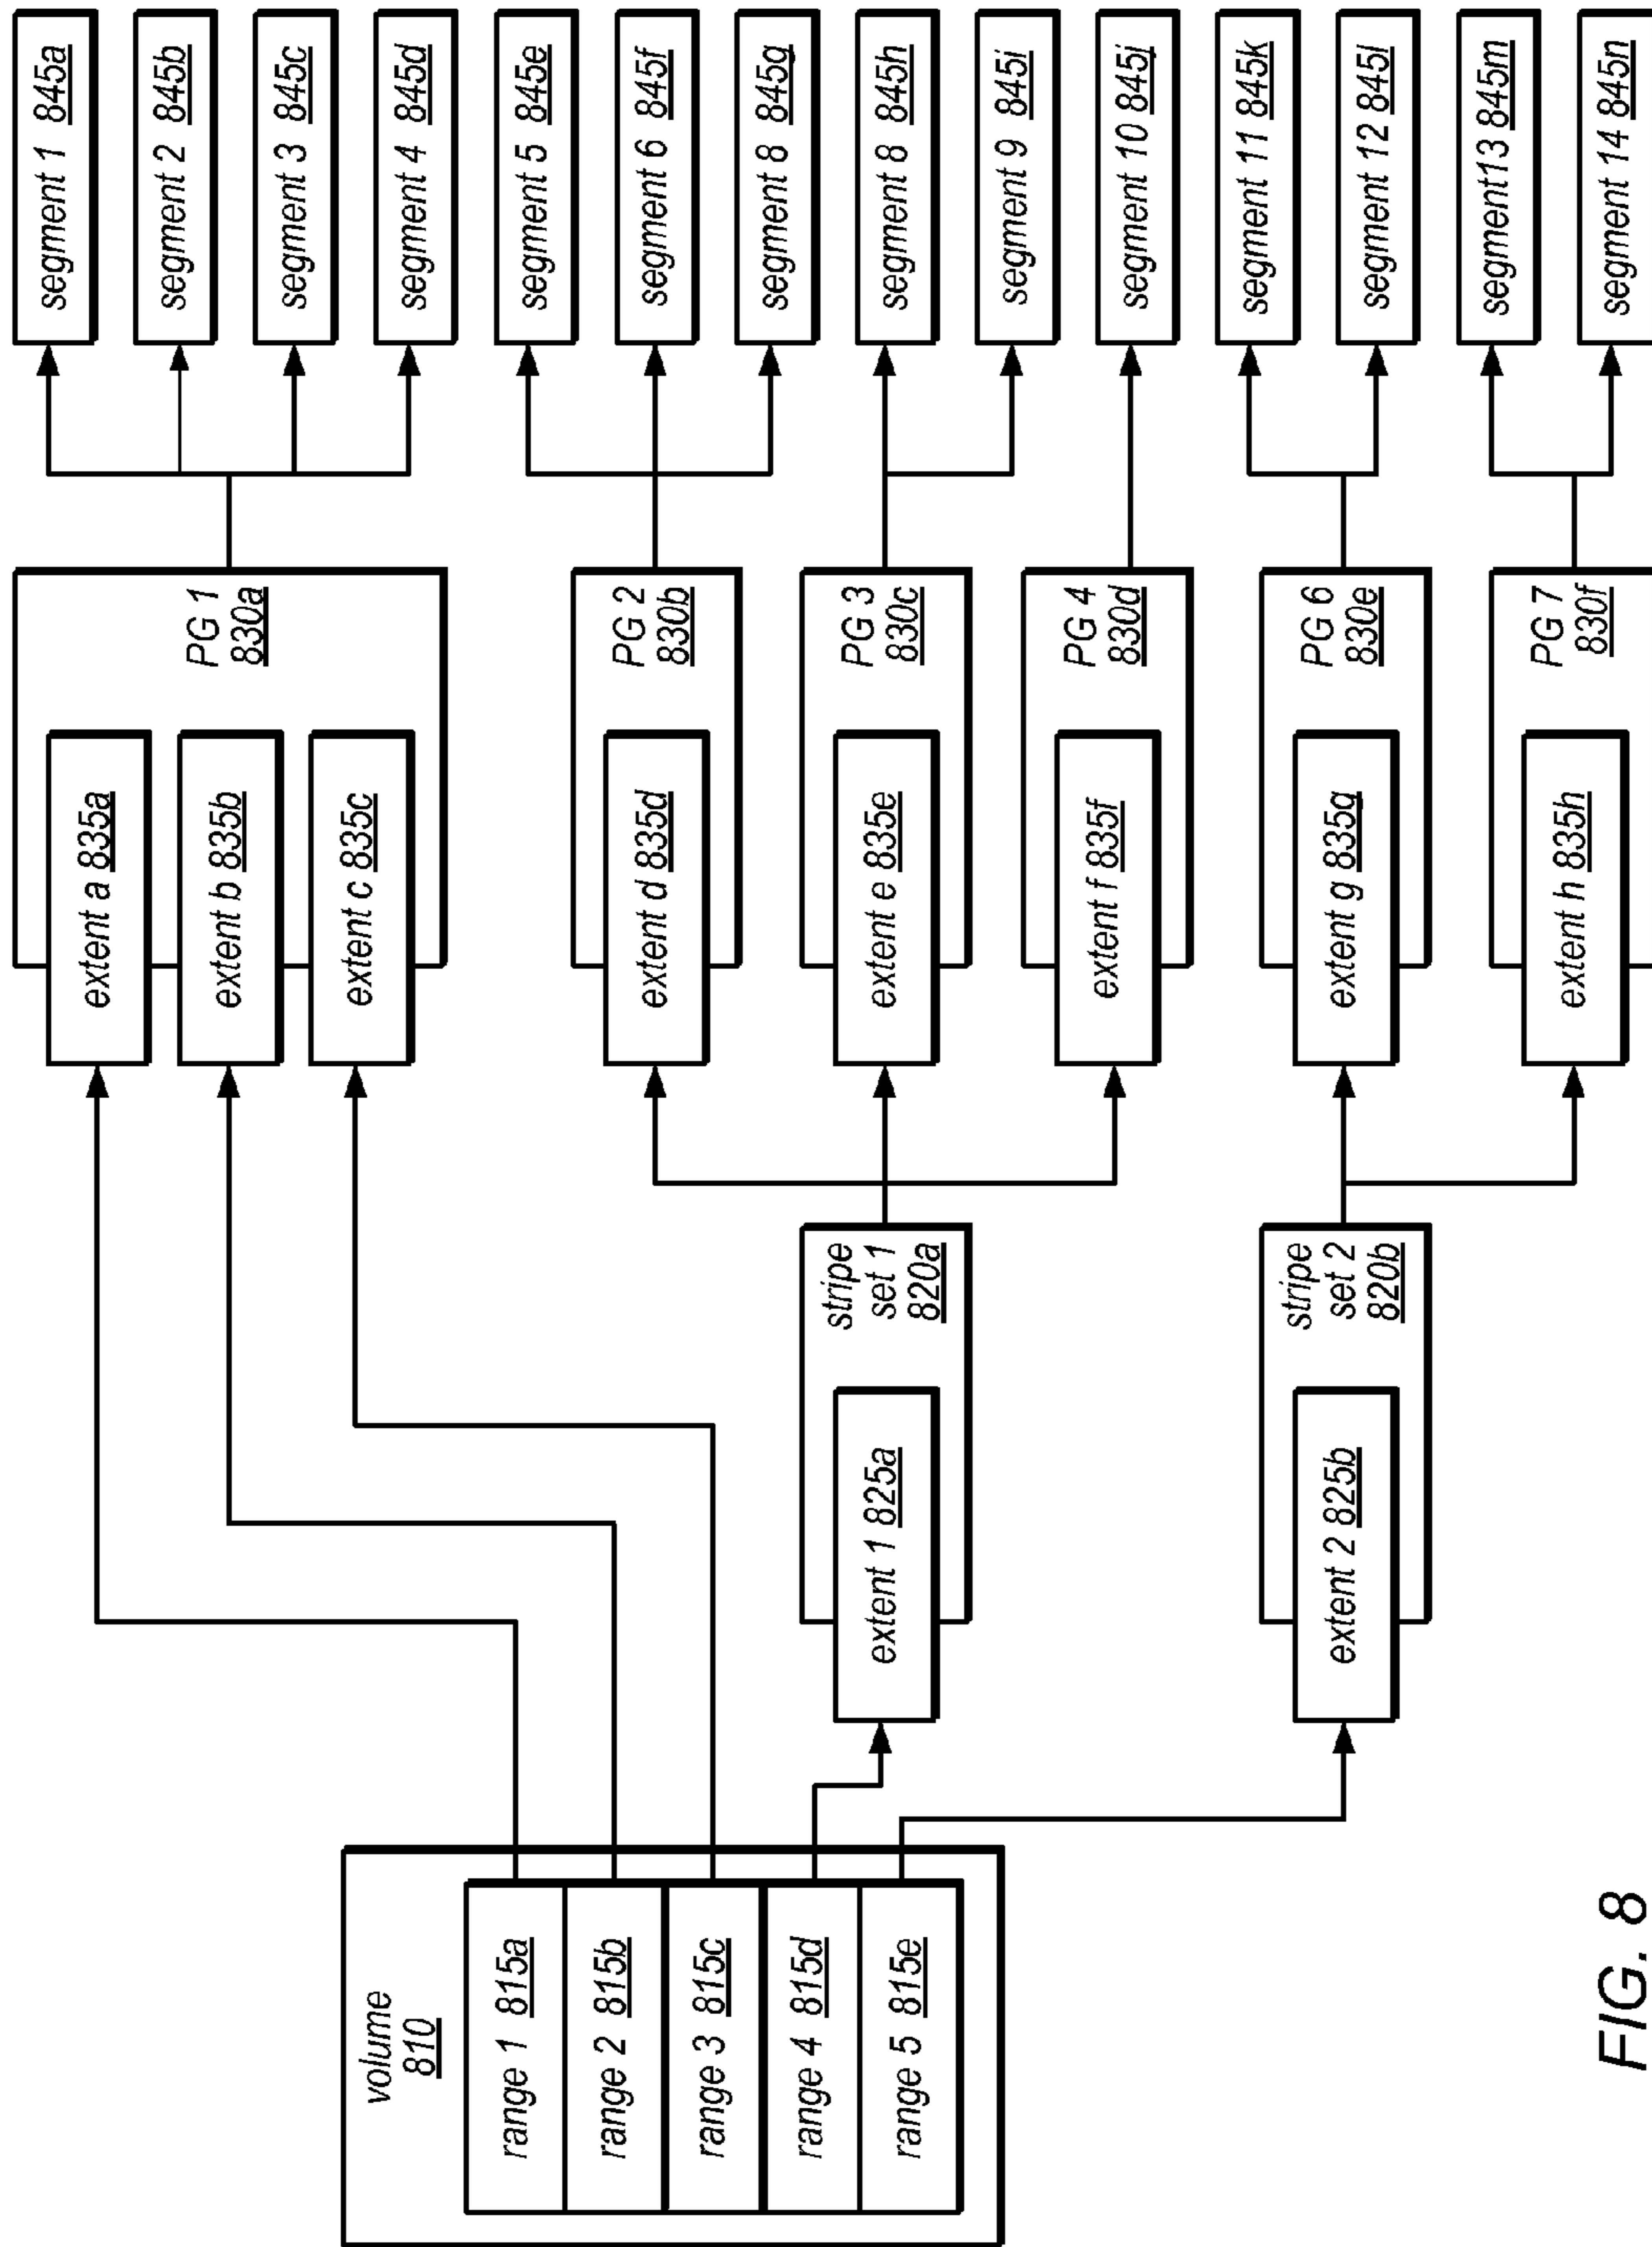 volume
810
range 1 815a
range 2 815b
range 3 815c
range 4 815d
range 5 815e
extent 1 825a
stripe
set 1
820a
extent 2 825b
stripe
set 2
820b
extent a 835a
extent b 835b
extent c 835c
PG 1
830a
extent d 835d
PG 2
830b
extent e 835e
PG 3
830c
extent f 835f
PG 4
830d
extent g 835g
PG 6
830e
extent h 835h
PG 7
830f
segment 1 845a
segment 2 845b
segment 3 845c
segment 4 845d
segment 5 845e
segment 6 845f
segment 8 845g
segment 8 845h
segment 9 845i
segment 10 845j
segment 11 845k
segment 12 845l
segment13 845m
segment 14 845n
FIG. 8